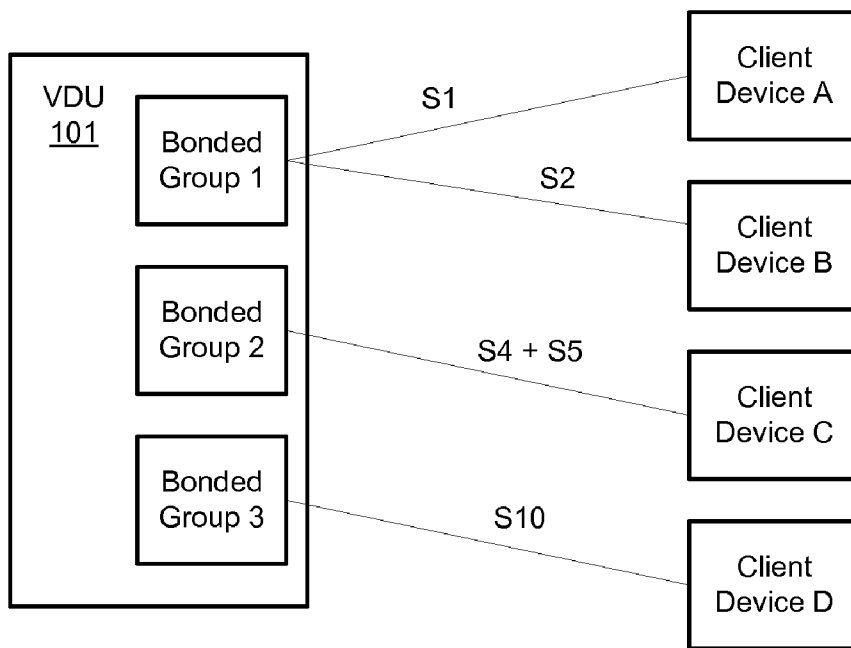 VDU
101
Bonded
Group 1
Bonded
Group 2
Bonded
Group 3
S1
S2
S4 + S5
S10
Client
Device A
Client
Device B
Client
Device C
Client
Device D